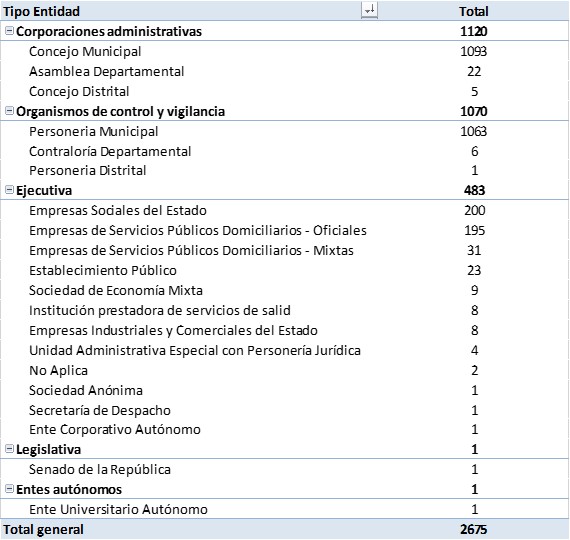 Tipo Entidad Total
Corporaciones administrativas 1120
Concejo Municipal 1093
Asamblea Departamental 22
Concejo Distrital 5
Organismos de control y vigilancia 1070
Personeria Municipal 1063
Contraloría Departamental 6
Personeria Distrital 1
Ejecutiva 483
Empresas Sociales del Estado 200
Empresas de Servicios Públicos Domiciliarios - Oficiales 195
Empresas de Servicios Públicos Domiciliarios - Mixtas 31
Establecimiento Público 23
Sociedad de Economía Mixta 9
Institución prestadora de servicios de salid 8
Empresas Industriales y Comerciales del Estado 8
Unidad Administrativa Especial con Personería Jurídica 4
No Aplica 2
Sociedad Anónima 1
Secretaría de Despacho 1
Ente Corporativo Autónomo 1
Legislativa 1
Senado de la República 1
Entes autónomos 1
Ente Universitario Autónomo 1
Total general 2675